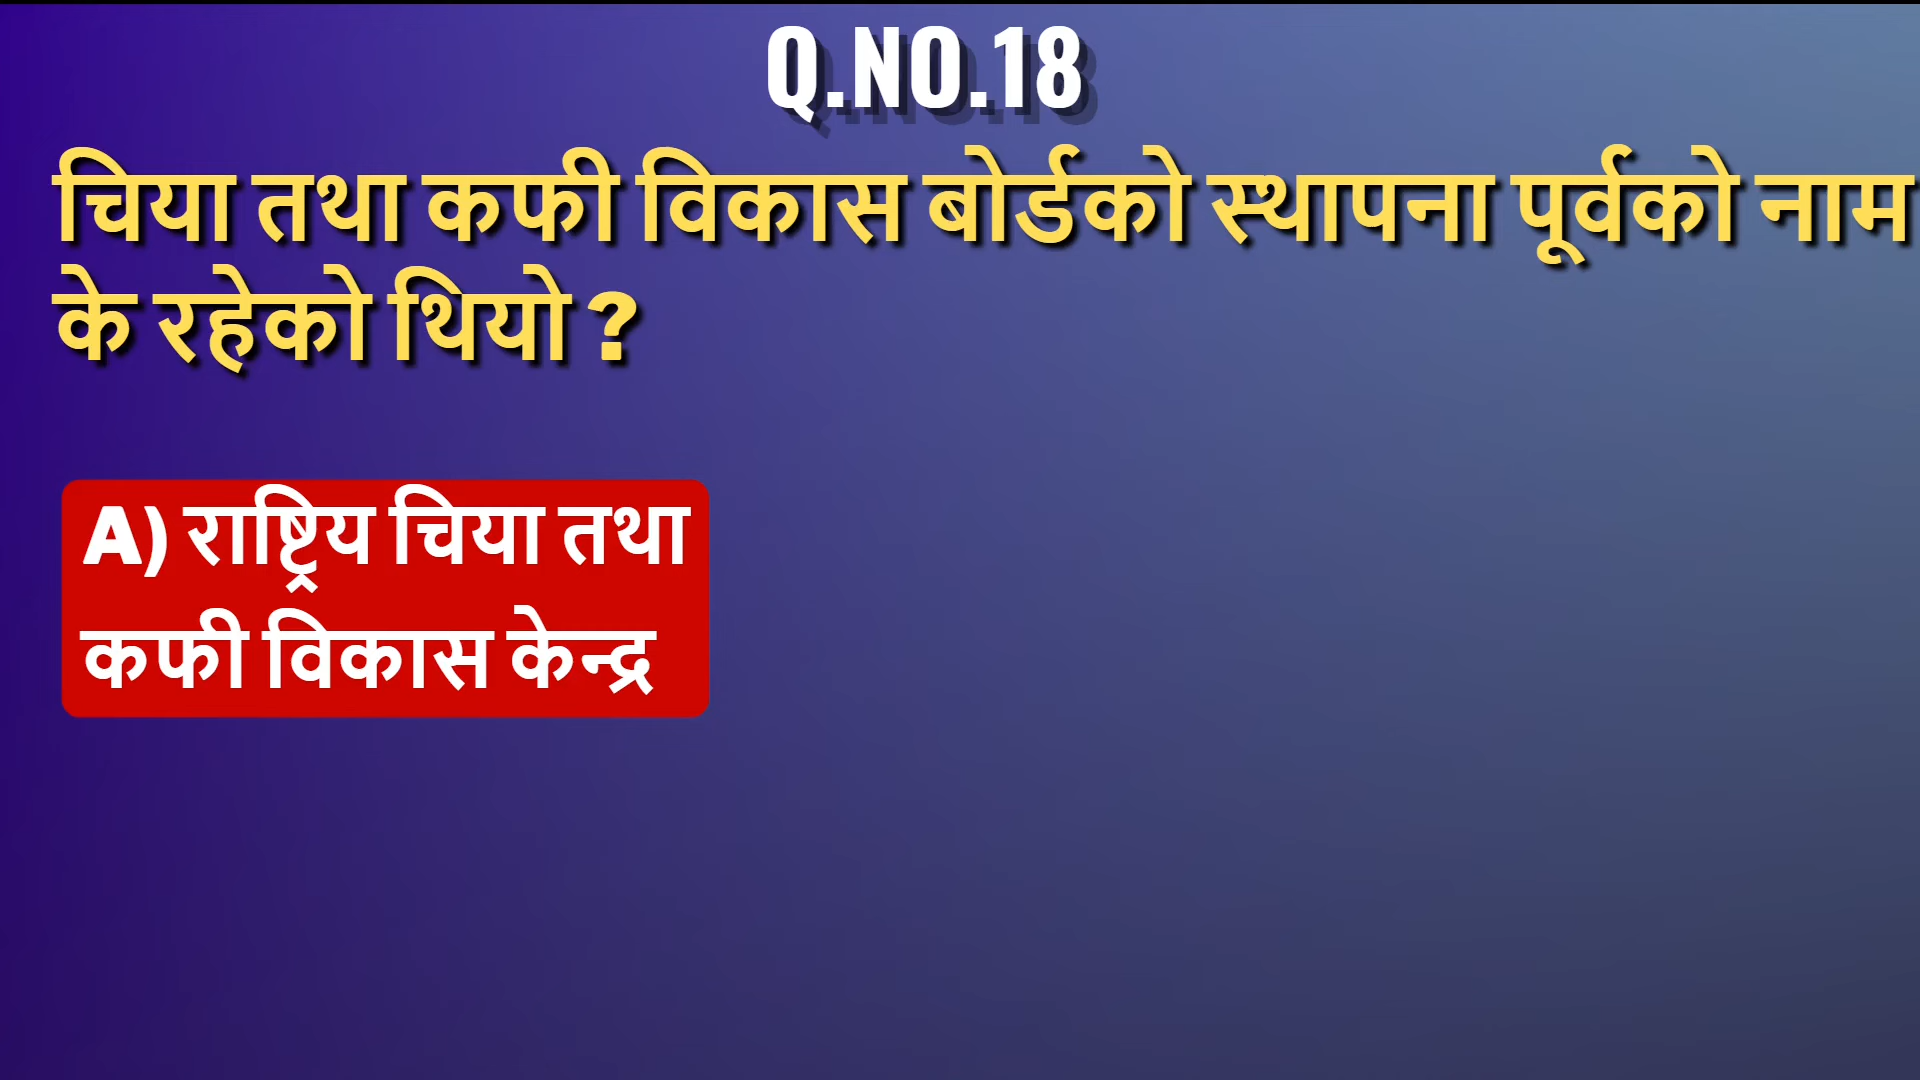 Q.NO.18
चिया तथा कफी विकास बोर्डको स्थापना पूर्वको नाम
के रहेको थियो ?
A) राष्ट्रिय चिया तथा
कफी विकास केन्द्र